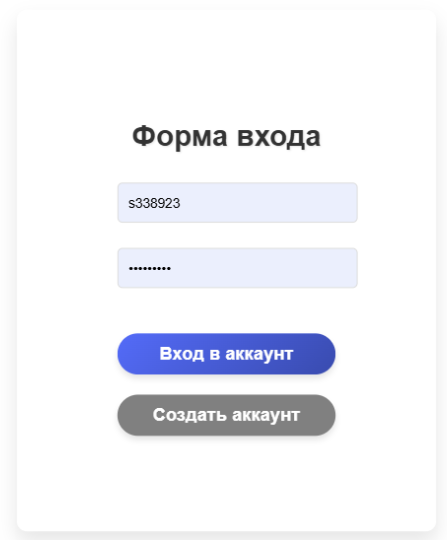 Форма входа
s338923
•••••••••
Вход в аккаунт
Создать аккаунт